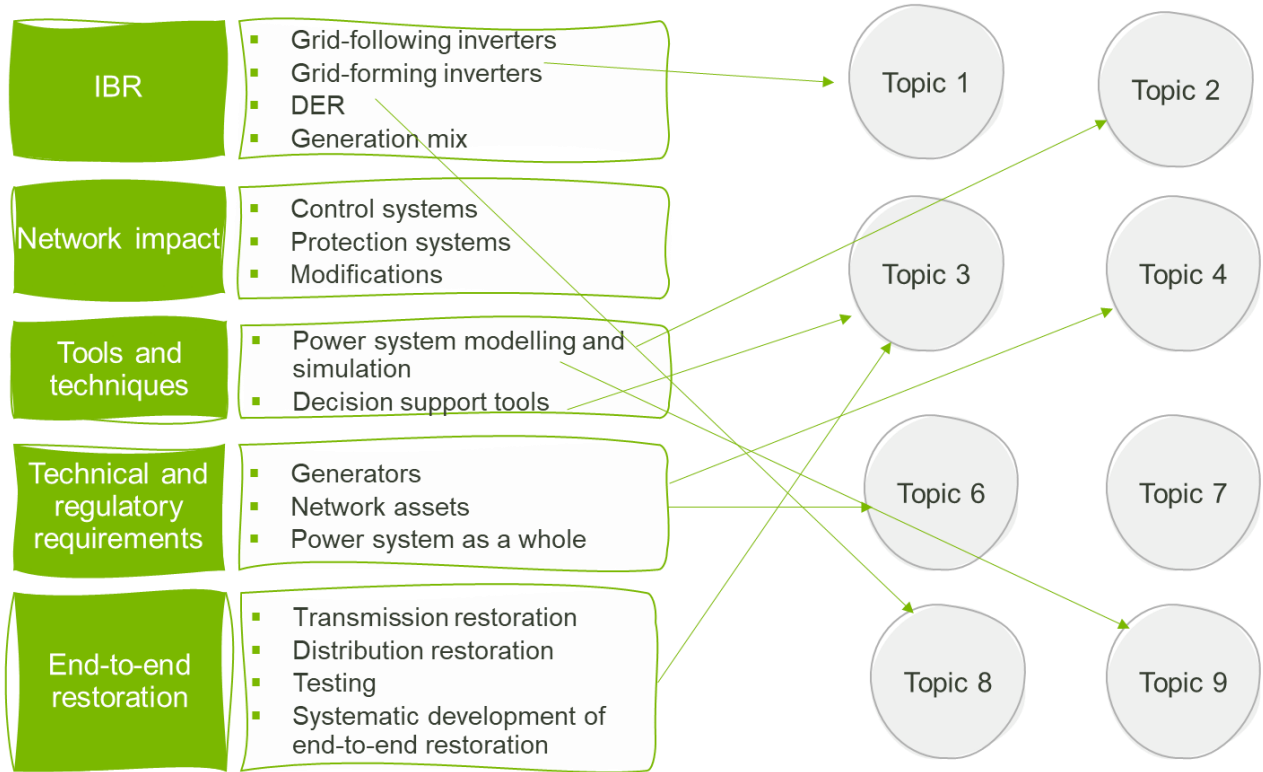 IBR
Grid-following inverters
Grid-forming inverters
DER
Generation mix
Network impact
Control systems
Protection systems
Modifications
Tools and
techniques
Power system modelling and
simulation
Decision support tools
Technical and
regulatory
requirements
Generators
Network assets
Power system as a whole
End-to-end
restoration
Transmission restoration
Distribution restoration
Testing
Systematic development of
end-to-end restoration
Topic 1
Topic 2
Topic 3
Topic 4
Topic 6
Topic 7
Topic 8
Topic 9